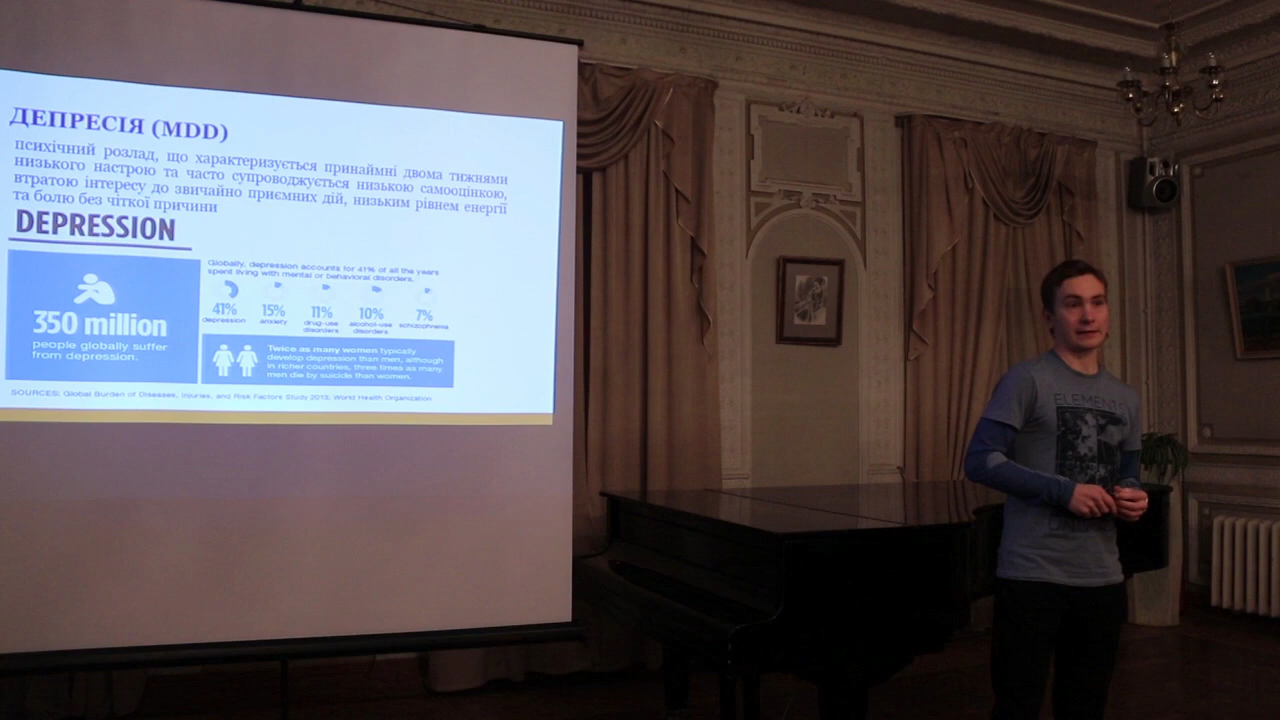 ДЕПРЕСІЯ (MDD)
психічний розлад, що характеризується принаймні двома тижнями
низького настрою та часто супроводжується низькою самооцінкою,
втратою інтересу до звичайно приємних дій, низьким рівнем енергії
та болю без чіткої причини
DEPRESSION
350 million
people globally suffer
from depression.
Globally, depression accounts for 41% of all the years
spent living with mental or behavioral disorders.
41% 15% 11% 10% 7%
depression anxiety drug-use alcohol-use schizophrenia
disorders disorders
Twice as many women typically
develop depression than men, although
in richer countries, three times as many
men die by suicide than women.
SOURCES: Global Burden of Diseases, Injuries, and Risk Factors Study 2013; World Health Organization
ELEMENTS